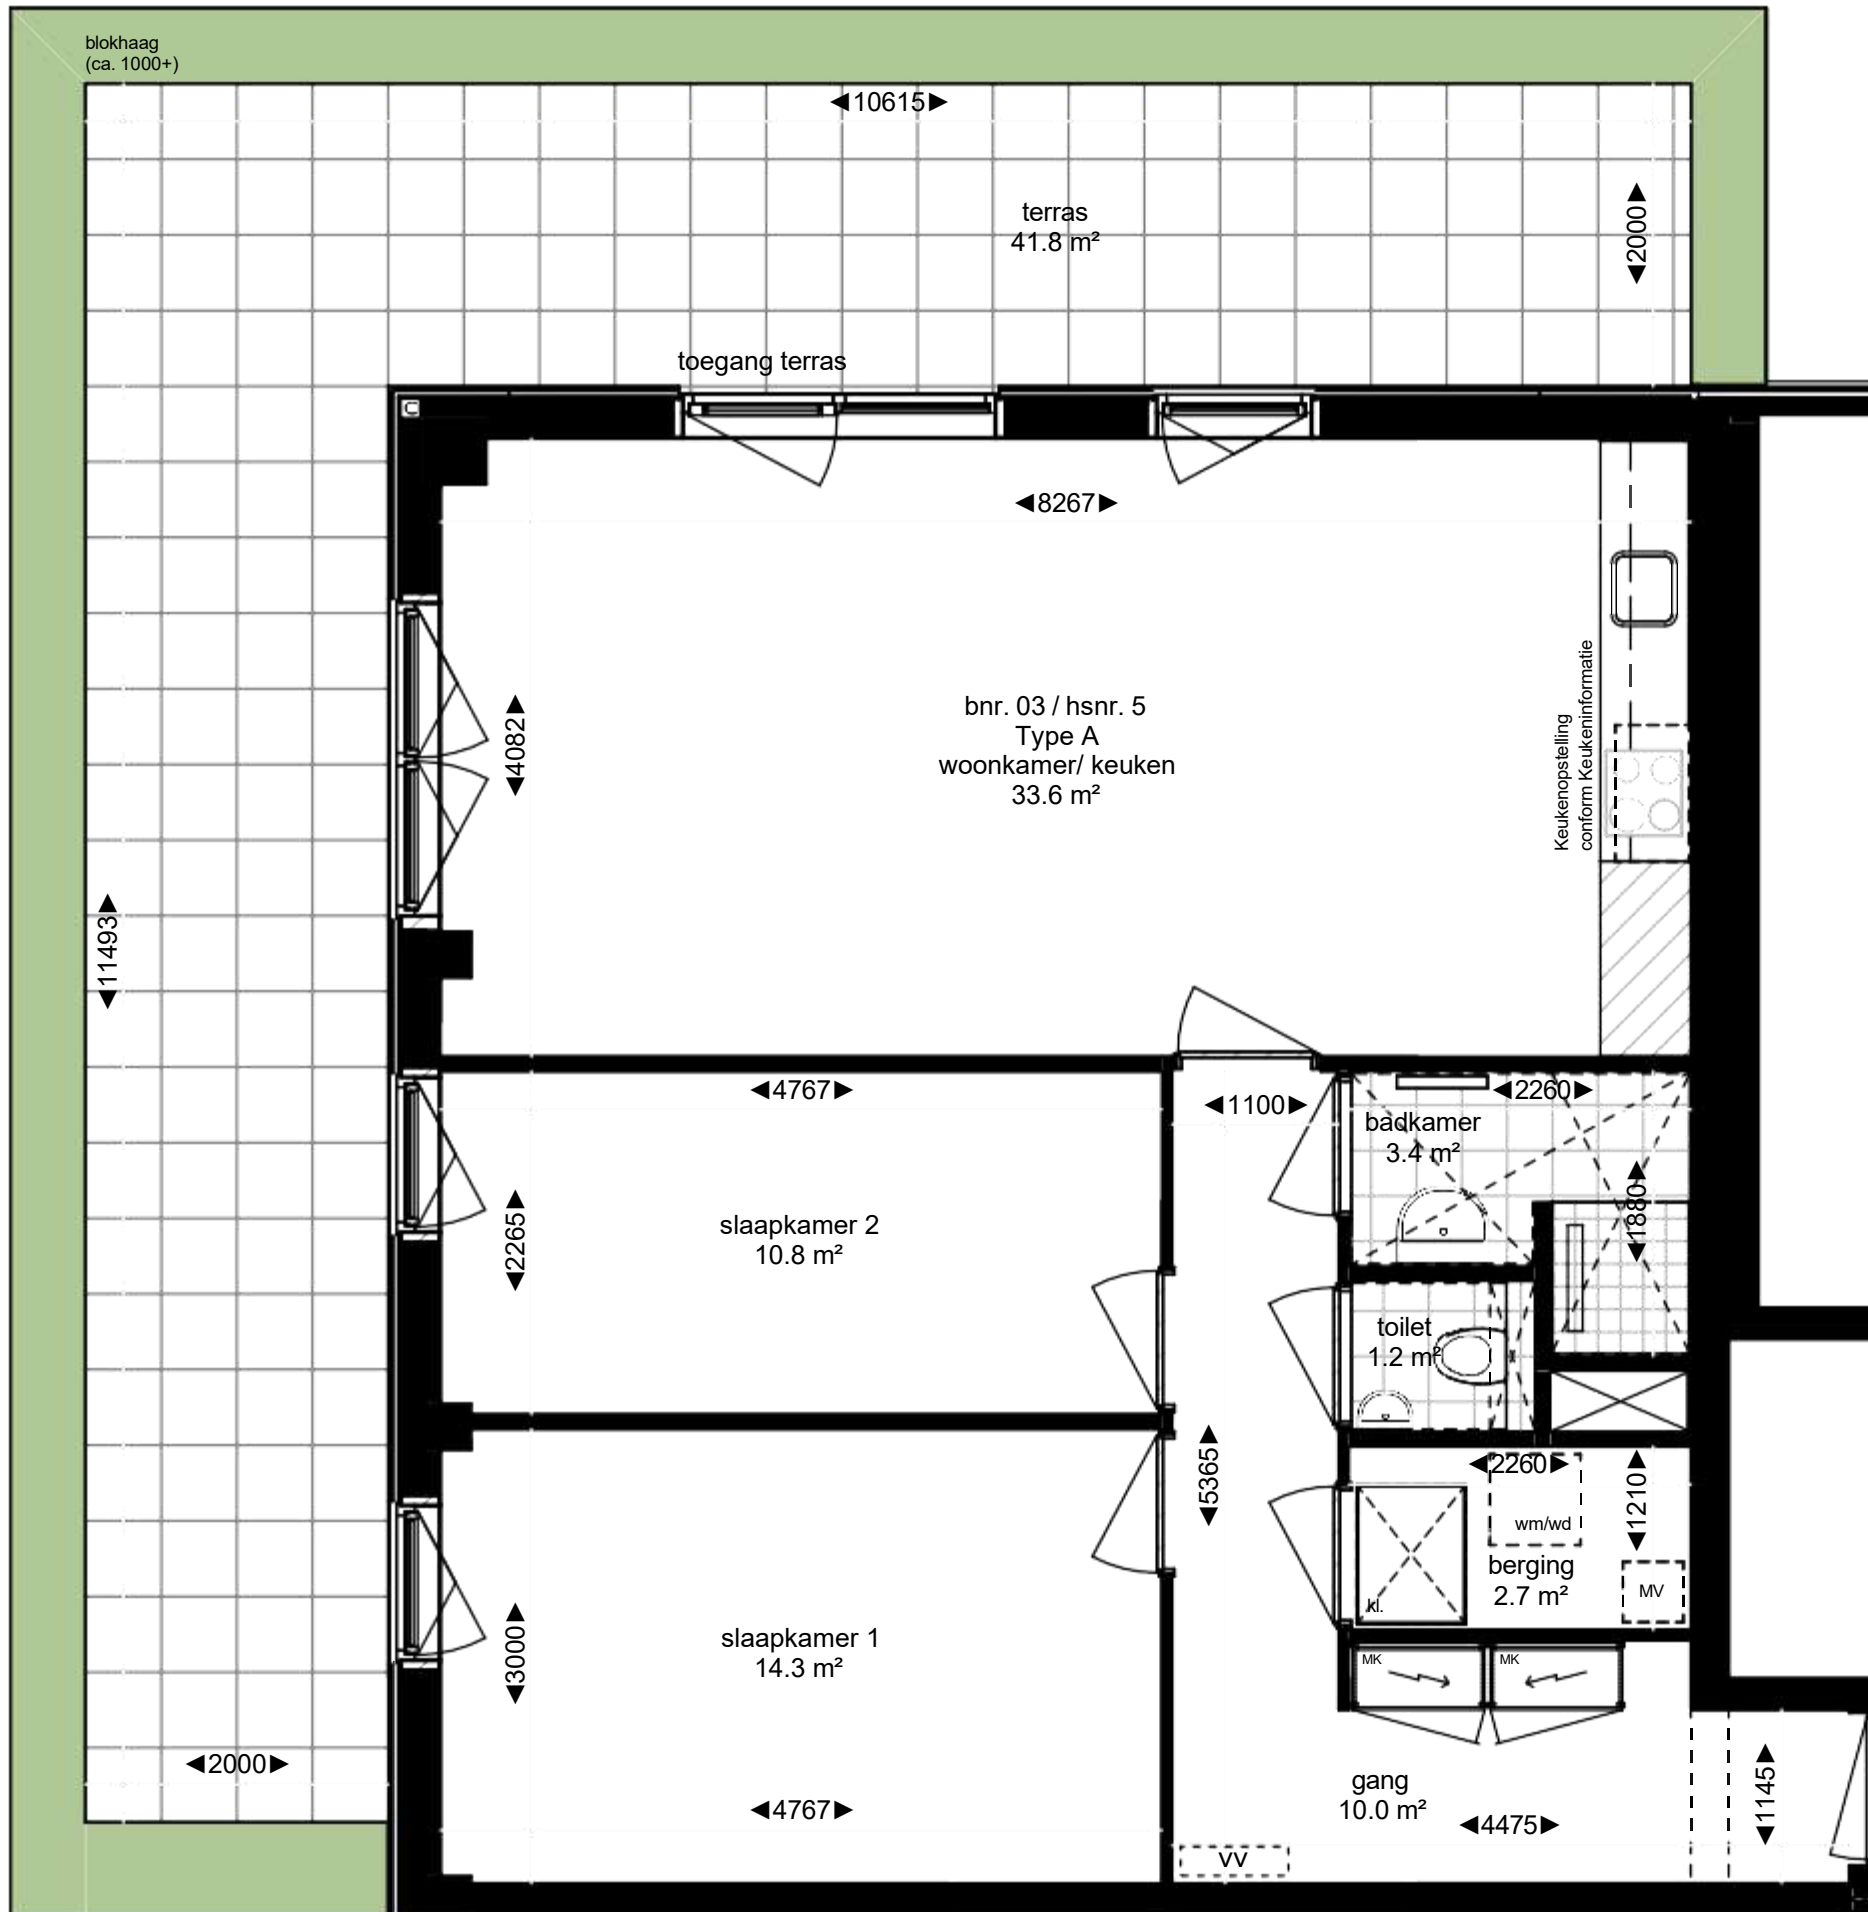 blokhaag
(ca. 1000+)
◄10615►
terras
41.8 m²
◄2000►
toegang terras
◄8267►
◄4082►
bnr. 03 / hsnr. 5
Type A
woonkamer/ keuken
33.6 m²
Keukenopstelling
conform Keukeninformatie
◄11493►
◄4767►
◄1100►
◄2260►
badkamer
3.4 m²
◄1880►
◄2265►
slaapkamer 2
10.8 m²
toilet
1.2 m²
◄5365►
◄2260►
◄1210►
wm/wd
berging
2.7 m²
MV
kl.
◄3000►
slaapkamer 1
14.3 m²
MK
MK
◄2000►
◄4767►
gang
10.0 m²
◄4475►
◄1145►
VV